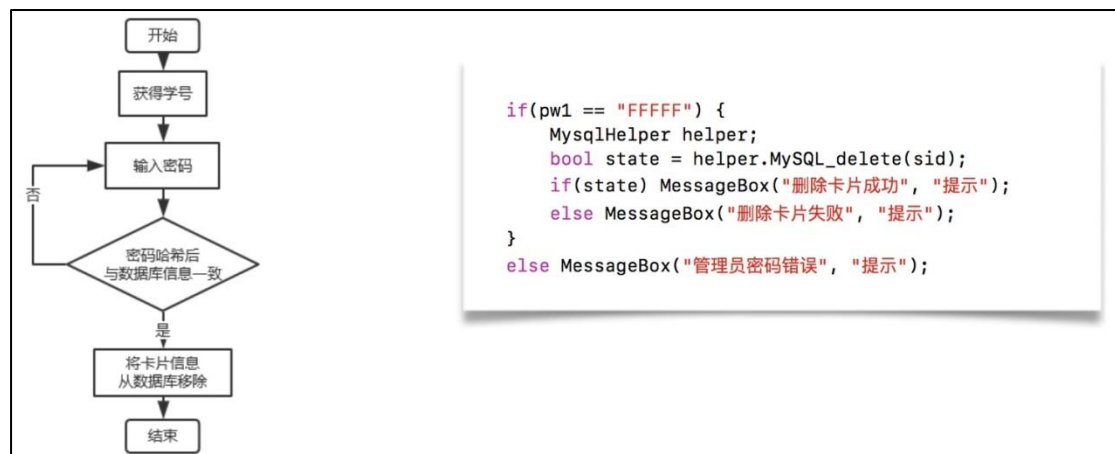 开始
获得学号
输入密码
否
密码哈希后
与数据库信息一致
是
将卡片信息
从数据库移除
结束
if(pw1 == "FFFFF") {
    MysqlHelper helper;
    bool state = helper.MySQL_delete(sid);
    if(state) MessageBox("删除卡片成功", "提示");
    else MessageBox("删除卡片失败", "提示");
}
else MessageBox("管理员密码错误", "提示");